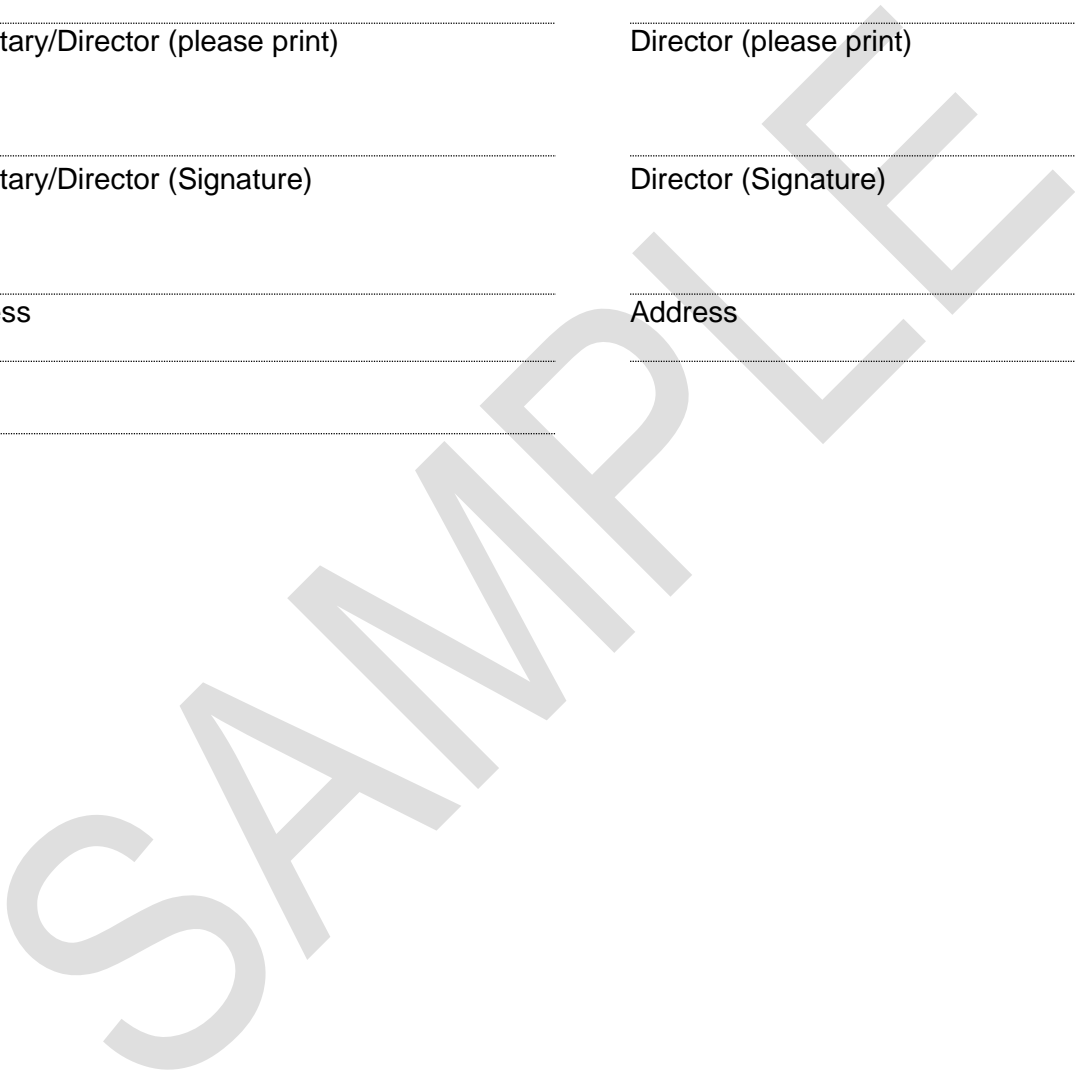 tary/Director (please print)
Director (please print)
tary/Director (Signature)
Director (Signature)
ss
Address
SAMPLE